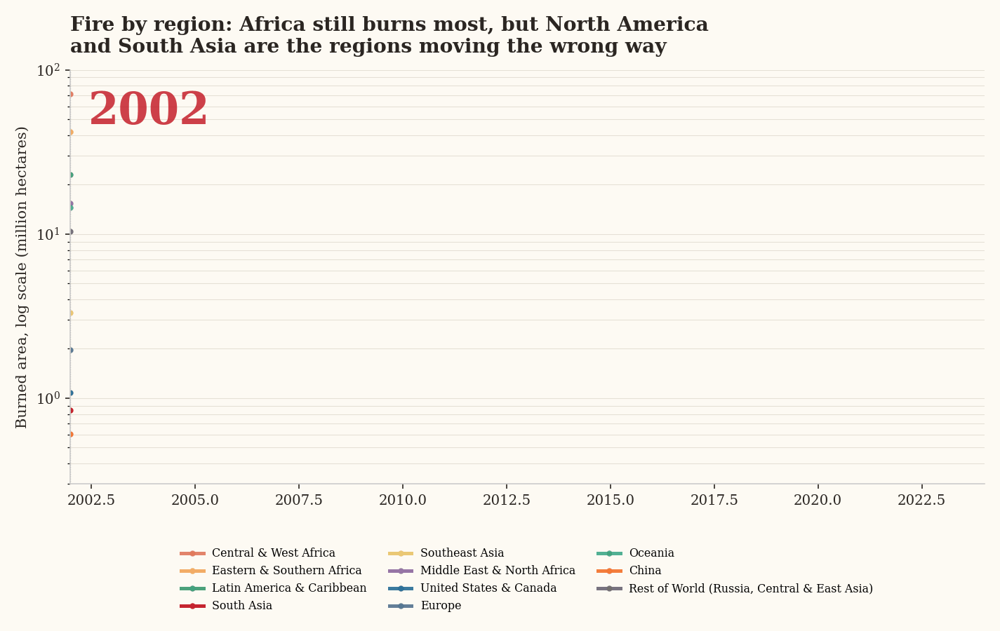 Fire by region: Africa still burns most, but North America
and South Asia are the regions moving the wrong way
2002
Burned area, log scale (million hectares)
10²
10¹
10⁰
2002.5 2005.0 2007.5 2010.0 2012.5 2015.0 2017.5 2020.0 2022.5
Central & West Africa
Eastern & Southern Africa
Latin America & Caribbean
South Asia
Southeast Asia
Middle East & North Africa
United States & Canada
Europe
Oceania
China
Rest of World (Russia, Central & East Asia)